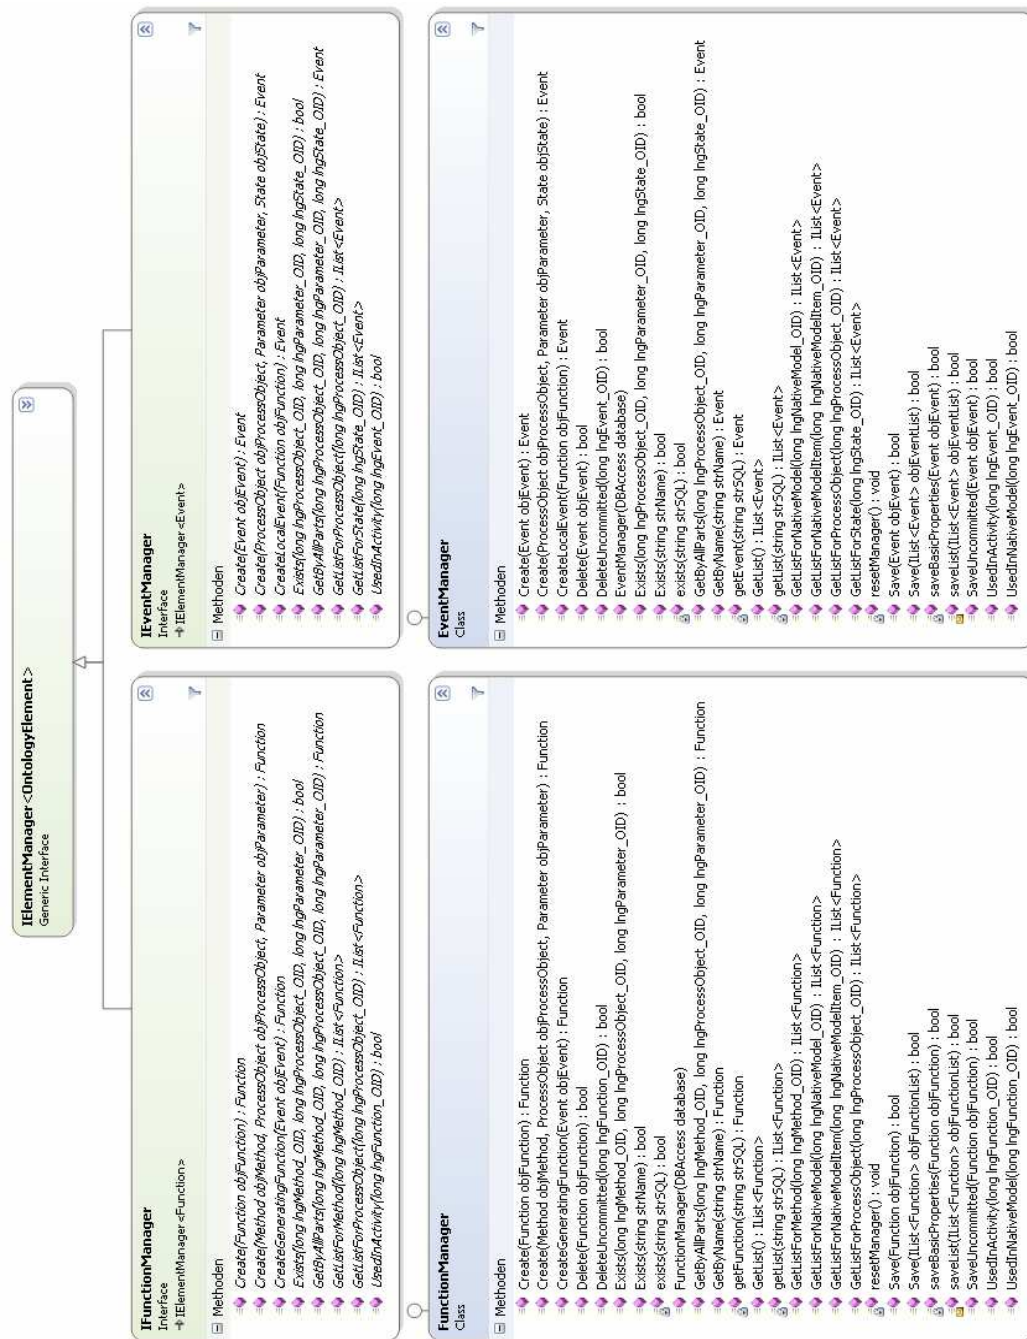 IElementManager<OntologyElement>
Generic Interface
IFunctionManager
Interface
IElementManager<Function>
Methoden
Create(Function objFunction) : Function
Create(Method objMethod, ProcessObject objProcessObject, Parameter objParameter) : Function
CreateGeneratingFunction(Event objEvent) : Function
Exists(long lngMethod_OID, long lngProcessObject_OID, long lngParameter_OID) : bool
GetByAllParts(long lngMethod_OID, long lngProcessObject_OID, long lngParameter_OID) : Function
GetListForMethod(long lngMethod_OID) : IList<Function>
GetListForProcessObject(long lngProcessObject_OID) : IList<Function>
UsedInActivity(long lngFunction_OID) : bool
IEventManager
Interface
IElementManager<Event>
Methoden
Create(Event objEvent) : Event
Create(ProcessObject objProcessObject, Parameter objParameter, State objState) : Event
CreateLocalEvent(Function objFunction) : Event
Exists(long lngProcessObject_OID, long lngParameter_OID, long lngState_OID) : bool
GetByAllParts(long lngProcessObject_OID, long lngParameter_OID, long lngState_OID) : Event
GetListForProcessObject(long lngProcessObject_OID) : IList<Event>
GetListForState(long lngState_OID) : IList<Event>
UsedInActivity(long lngEvent_OID) : bool
FunctionManager
Class
Methoden
Create(Function objFunction) : Function
Create(Method objMethod, ProcessObject objProcessObject, Parameter objParameter) : Function
CreateGeneratingFunction(Event objEvent) : Function
Delete(Function objFunction) : bool
DeleteUncommitted(long lngFunction_OID) : bool
Exists(long lngMethod_OID, long lngProcessObject_OID, long lngParameter_OID) : bool
Exists(string strName) : bool
exists(string strSQL) : bool
FunctionManager(DBAccess database)
GetByAllParts(long lngMethod_OID, long lngProcessObject_OID, long lngParameter_OID) : Function
GetByName(string strName) : Function
getFunction(string strSQL) : Function
GetList() : IList<Function>
getList(string strSQL) : IList<Function>
GetListForMethod(long lngMethod_OID) : IList<Function>
GetListForNativeModel(long lngNativeModel_OID) : IList<Function>
GetListForNativeModelItem(long lngNativeModelItem_OID) : IList<Function>
GetListForProcessObject(long lngProcessObject_OID) : IList<Function>
resetManager() : void
Save(Function objFunction) : bool
Save(IList<Function> objFunctionList) : bool
saveBasicProperties(Function objFunction) : bool
saveList(IList<Function> objFunctionList) : bool
SaveUncommitted(Function objFunction) : bool
UsedInActivity(long lngFunction_OID) : bool
UsedInNativeModel(long lngFunction_OID) : bool
EventManager
Class
Methoden
Create(Event objEvent) : Event
Create(ProcessObject objProcessObject, Parameter objParameter, State objState) : Event
CreateLocalEvent(Function objFunction) : Event
Delete(Event objEvent) : bool
DeleteUncommitted(long lngEvent_OID) : bool
EventManager(DBAccess database)
Exists(long lngProcessObject_OID, long lngParameter_OID, long lngState_OID) : bool
Exists(string strName) : bool
exists(string strSQL) : bool
GetByAllParts(long lngProcessObject_OID, long lngParameter_OID, long lngState_OID) : Event
GetByName(string strName) : Event
getEvent(string strSQL) : Event
GetList() : IList<Event>
getList(string strSQL) : IList<Event>
GetListForNativeModel(long lngNativeModel_OID) : IList<Event>
GetListForNativeModelItem(long lngNativeModelItem_OID) : IList<Event>
GetListForProcessObject(long lngProcessObject_OID) : IList<Event>
GetListForState(long lngState_OID) : IList<Event>
resetManager() : void
Save(Event objEvent) : bool
Save(IList<Event> objEventList) : bool
saveBasicProperties(Event objEvent) : bool
saveList(IList<Event> objEventList) : bool
SaveUncommitted(Event objEvent) : bool
UsedInActivity(long lngEvent_OID) : bool
UsedInNativeModel(long lngEvent_OID) : bool